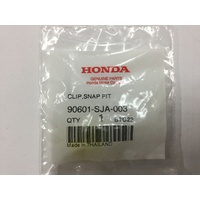 HONDA
GENUINE PARTS
Honda Motor Co., Ltd.
CLIP,SNAP FIT
90601-SJA-003
QTY 1
Made in THAILAND